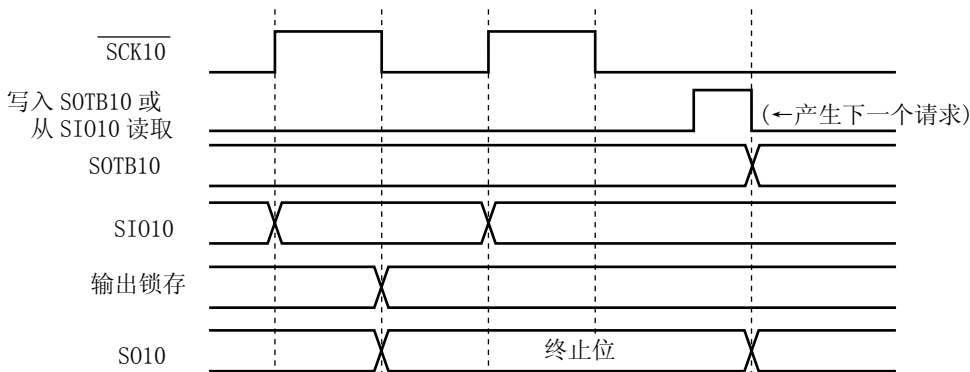 SCK10
写入 SOTB10 或
从 SIO10 读取
(←产生下一个请求)
SOTB10
SIO10
输出锁存
SO10
终止位